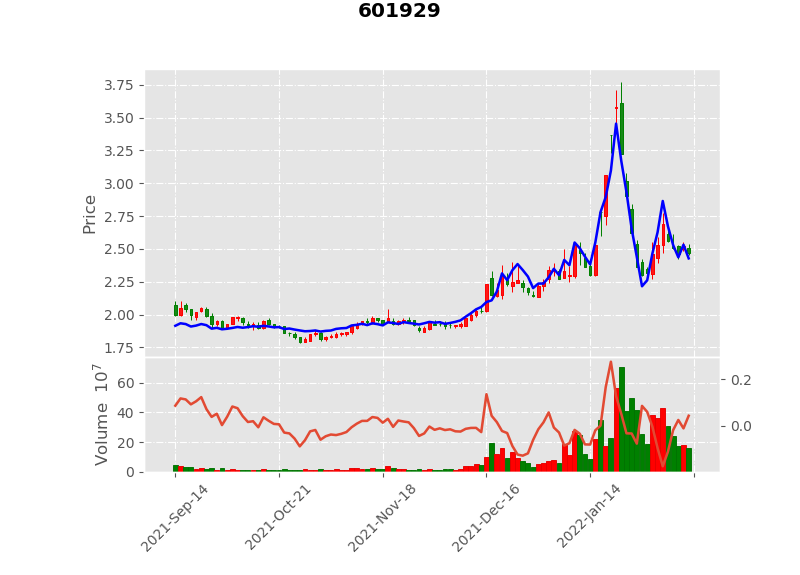 601929
Price
3.75
3.50
3.25
3.00
2.75
2.50
2.25
2.00
1.75
Volume 10^7
60
40
20
0
0.2
0.0
2021-Sep-14
2021-Oct-21
2021-Nov-18
2021-Dec-16
2022-Jan-14